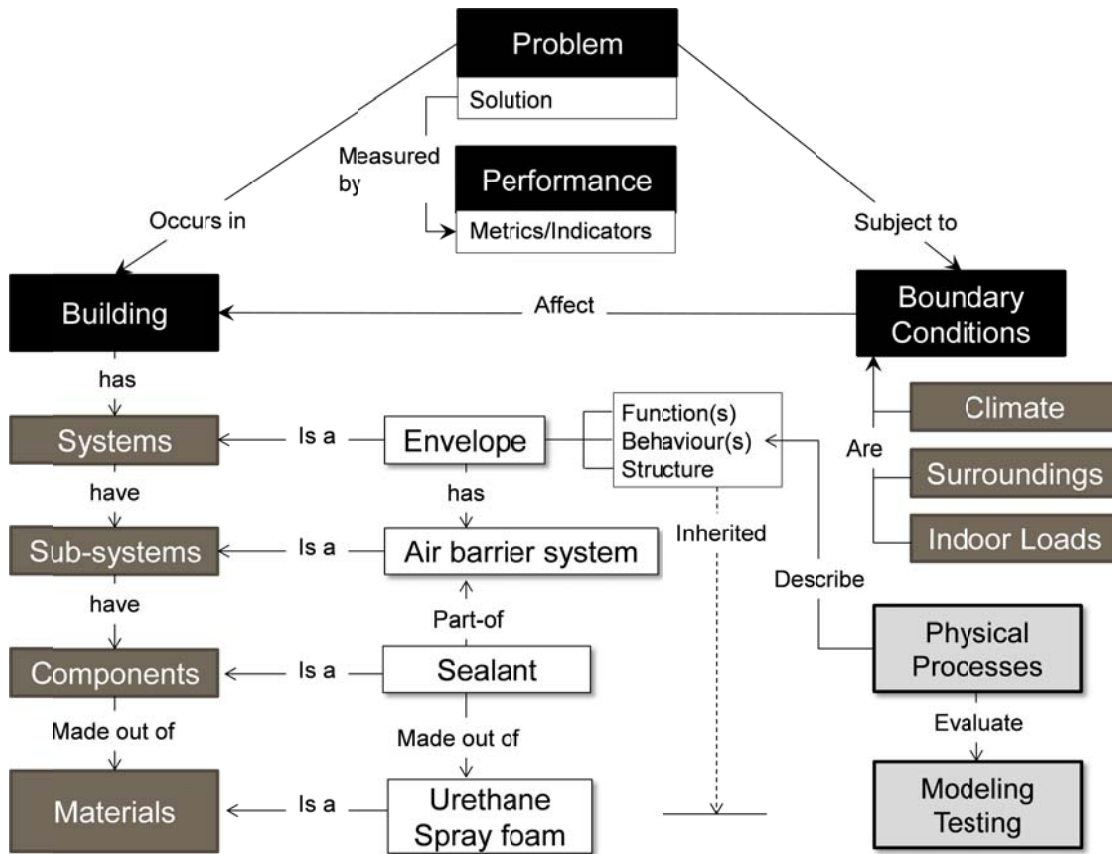 Problem
Solution
Measured
by
Performance
Metrics/Indicators
Occurs in
Subject to
Building
Affect
Boundary
Conditions
has
Systems
Is a
Envelope
Function(s)
Behaviour(s)
Structure
Climate
Are
Surroundings
Indoor Loads
have
has
Sub-systems
Is a
Air barrier system
Inherited
have
Part-of
Describe
Components
Is a
Sealant
Physical
Processes
Made out of
Made out of
Evaluate
Materials
Is a
Urethane
Spray foam
Modeling
Testing